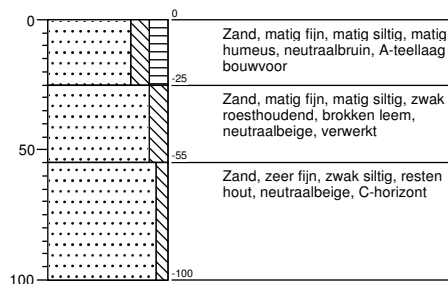 0
0
Zand, matig fijn, matig siltig, matig
humeus, neutraalbruin, A-teellaag
bouwvoor
-25
Zand, matig fijn, matig siltig, zwak
roesthoudend, brokken leem,
neutraalbeige, verwerkt
50
-55
Zand, zeer fijn, zwak siltig, resten
hout, neutraalbeige, C-horizont
100
-100